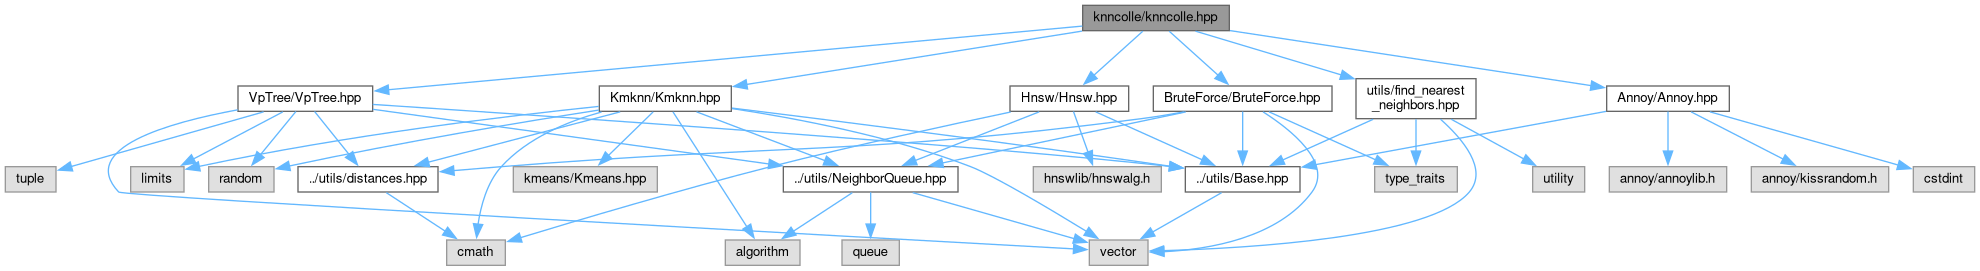 knncolle/knncolle.hpp
VpTree/VpTree.hpp
Kmknn/Kmknn.hpp
Hnsw/Hnsw.hpp
BruteForce/BruteForce.hpp
utils/find_nearest
_neighbors.hpp
Annoy/Annoy.hpp
tuple
limits
random
../utils/distances.hpp
kmeans/Kmeans.hpp
../utils/NeighborQueue.hpp
hnswlib/hnswalg.h
../utils/Base.hpp
type_traits
utility
annoy/annoylib.h
annoy/kissrandom.h
cstdint
cmath
algorithm
queue
vector